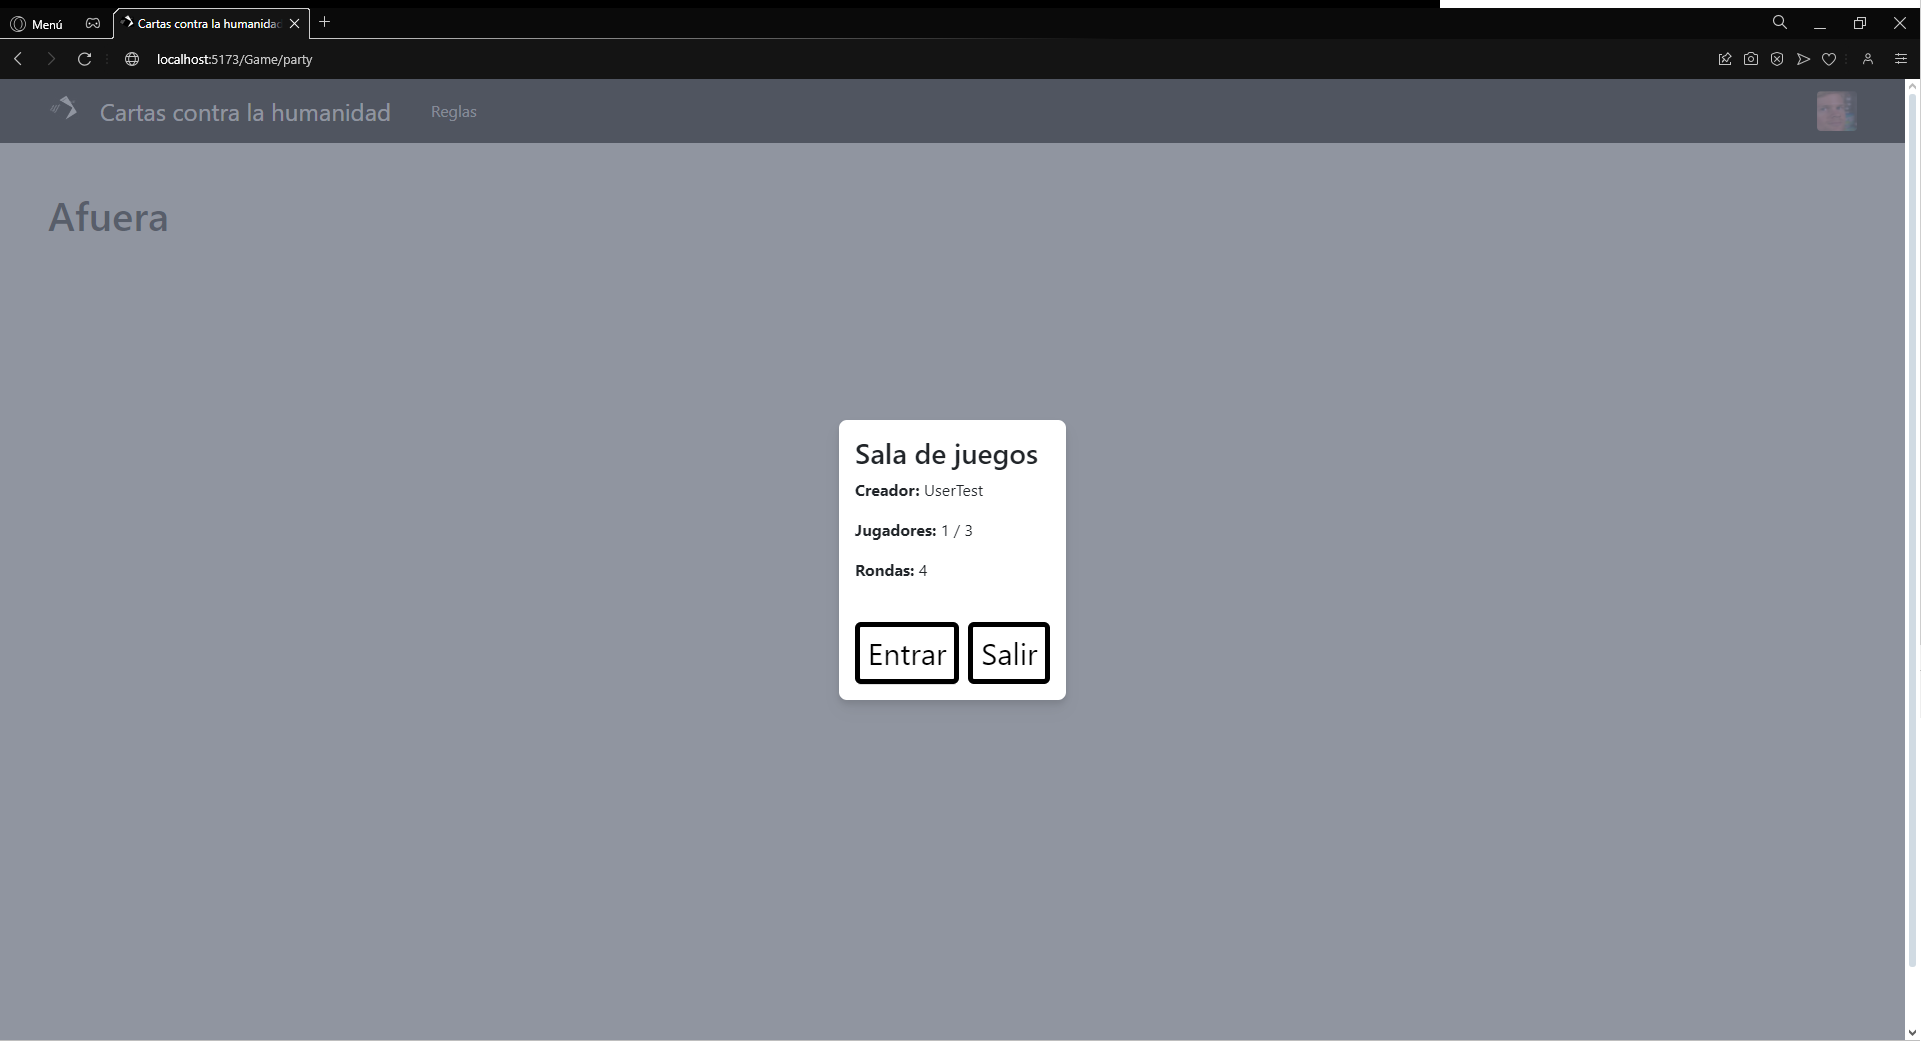 Menú
Cartas contra la humanidad
localhost:5173/Game/party
Cartas contra la humanidad
Reglas
Afuera
Sala de juegos
Creador: UserTest
Jugadores: 1 / 3
Rondas: 4
Entrar
Salir